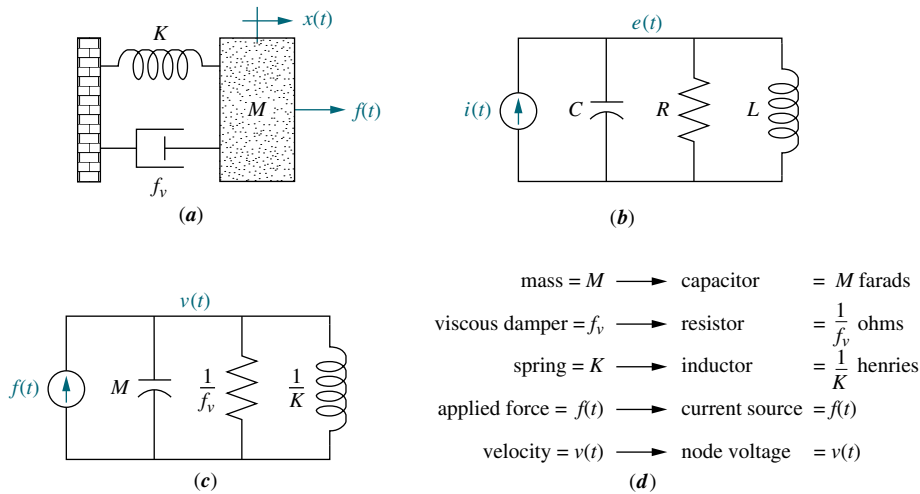 x(t)
K
M
f(t)
f_v
(a)
e(t)
i(t)
C
R
L
(b)
v(t)
f(t)
M
1/f_v
1/K
(c)
mass = M → capacitor = M farads
viscous damper = f_v → resistor = 1/f_v ohms
spring = K → inductor = 1/K henries
applied force = f(t) → current source = f(t)
velocity = v(t) → node voltage = v(t)
(d)